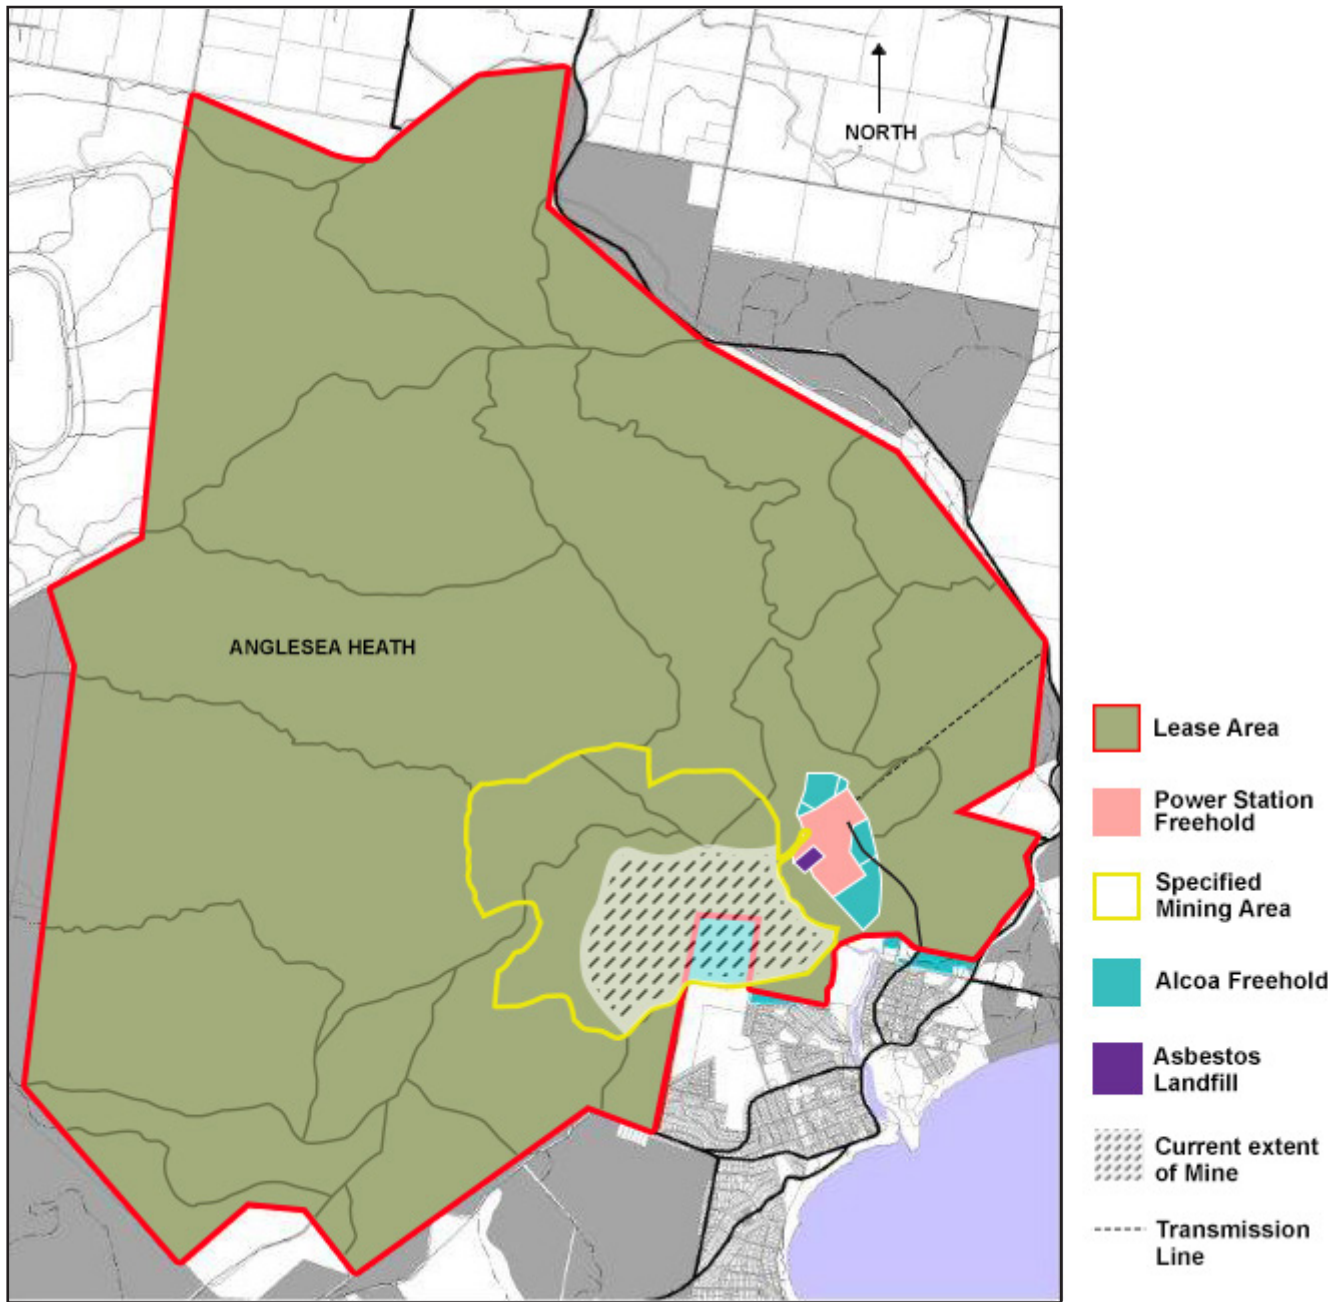 NORTH
ANGLESEA HEATH
Lease Area
Power Station
Freehold
Specified
Mining Area
Alcoa Freehold
Asbestos
Landfill
Current extent
of Mine
Transmission
Line